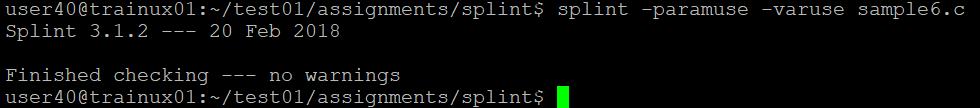 user40@trainux01:~/test01/assignments/splint$ splint -paramuse -varuse sample6.c
Splint 3.1.2 --- 20 Feb 2018
Finished checking --- no warnings
user40@trainux01:~/test01/assignments/splint$